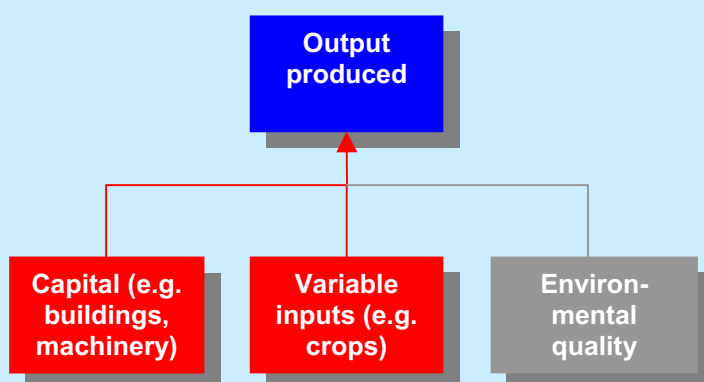 Output
produced
Capital (e.g.
buildings,
machinery)
Variable
inputs (e.g.
crops)
Environ-
mental
quality